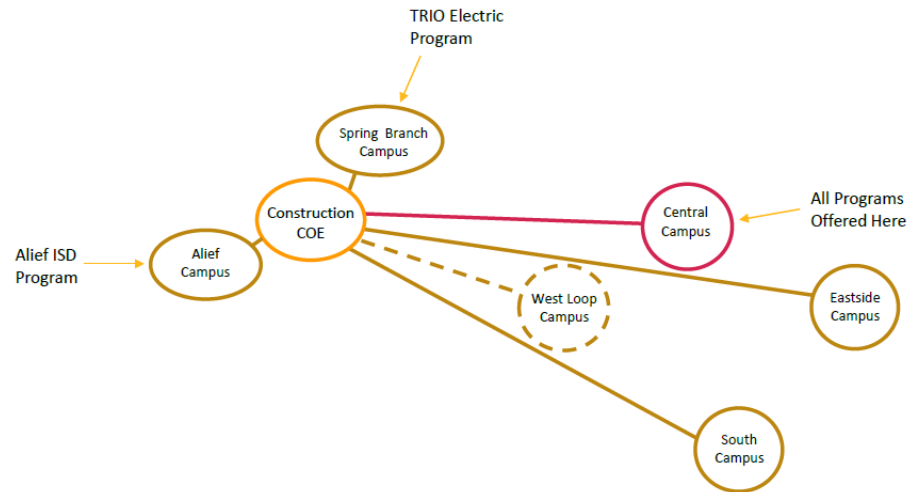 TRIO Electric
Program
Spring Branch
Campus
Construction
COE
Central
Campus
All Programs
Offered Here
Alief ISD
Program
Alief
Campus
West Loop
Campus
Eastside
Campus
South
Campus